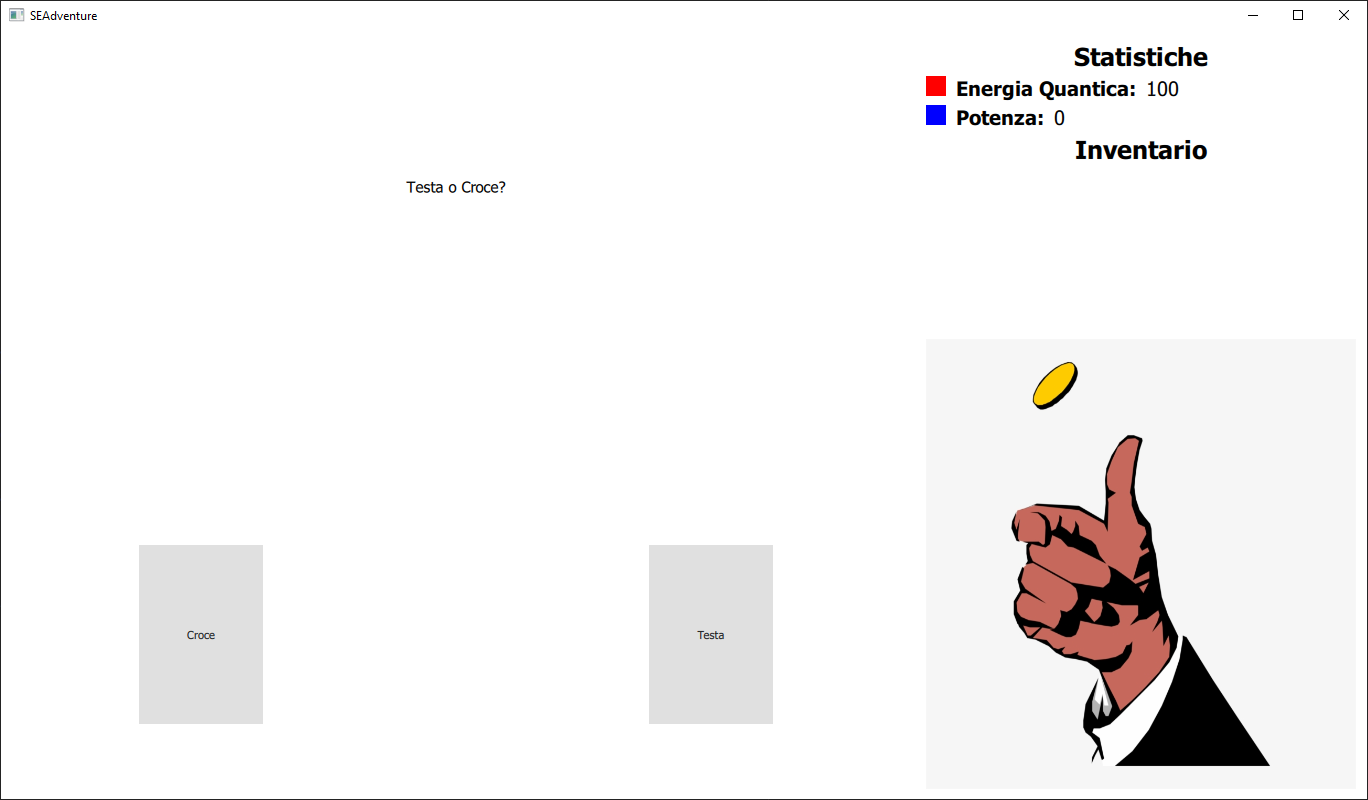 SEAdventure
Statistiche
Energia Quantica: 100
Potenza: 0
Inventario
Testa o Croce?
Croce
Testa